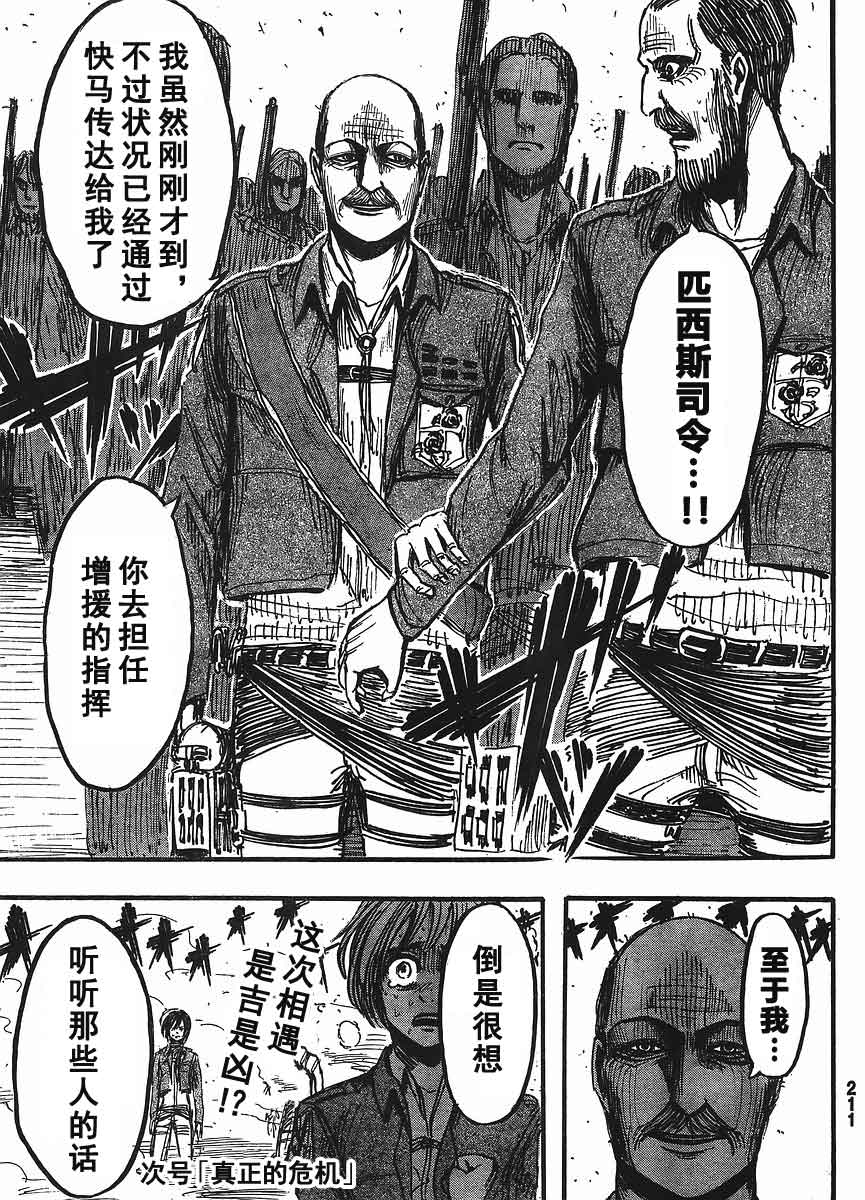 匹西斯司令…!!
我虽然刚刚才到，
不过状况已经通过
快马传达给我了
你去担任
增援的指挥
至于我…
倒是很想
这次相遇
是吉是凶!?
听听那些人的话
次号「真正的危机」
211